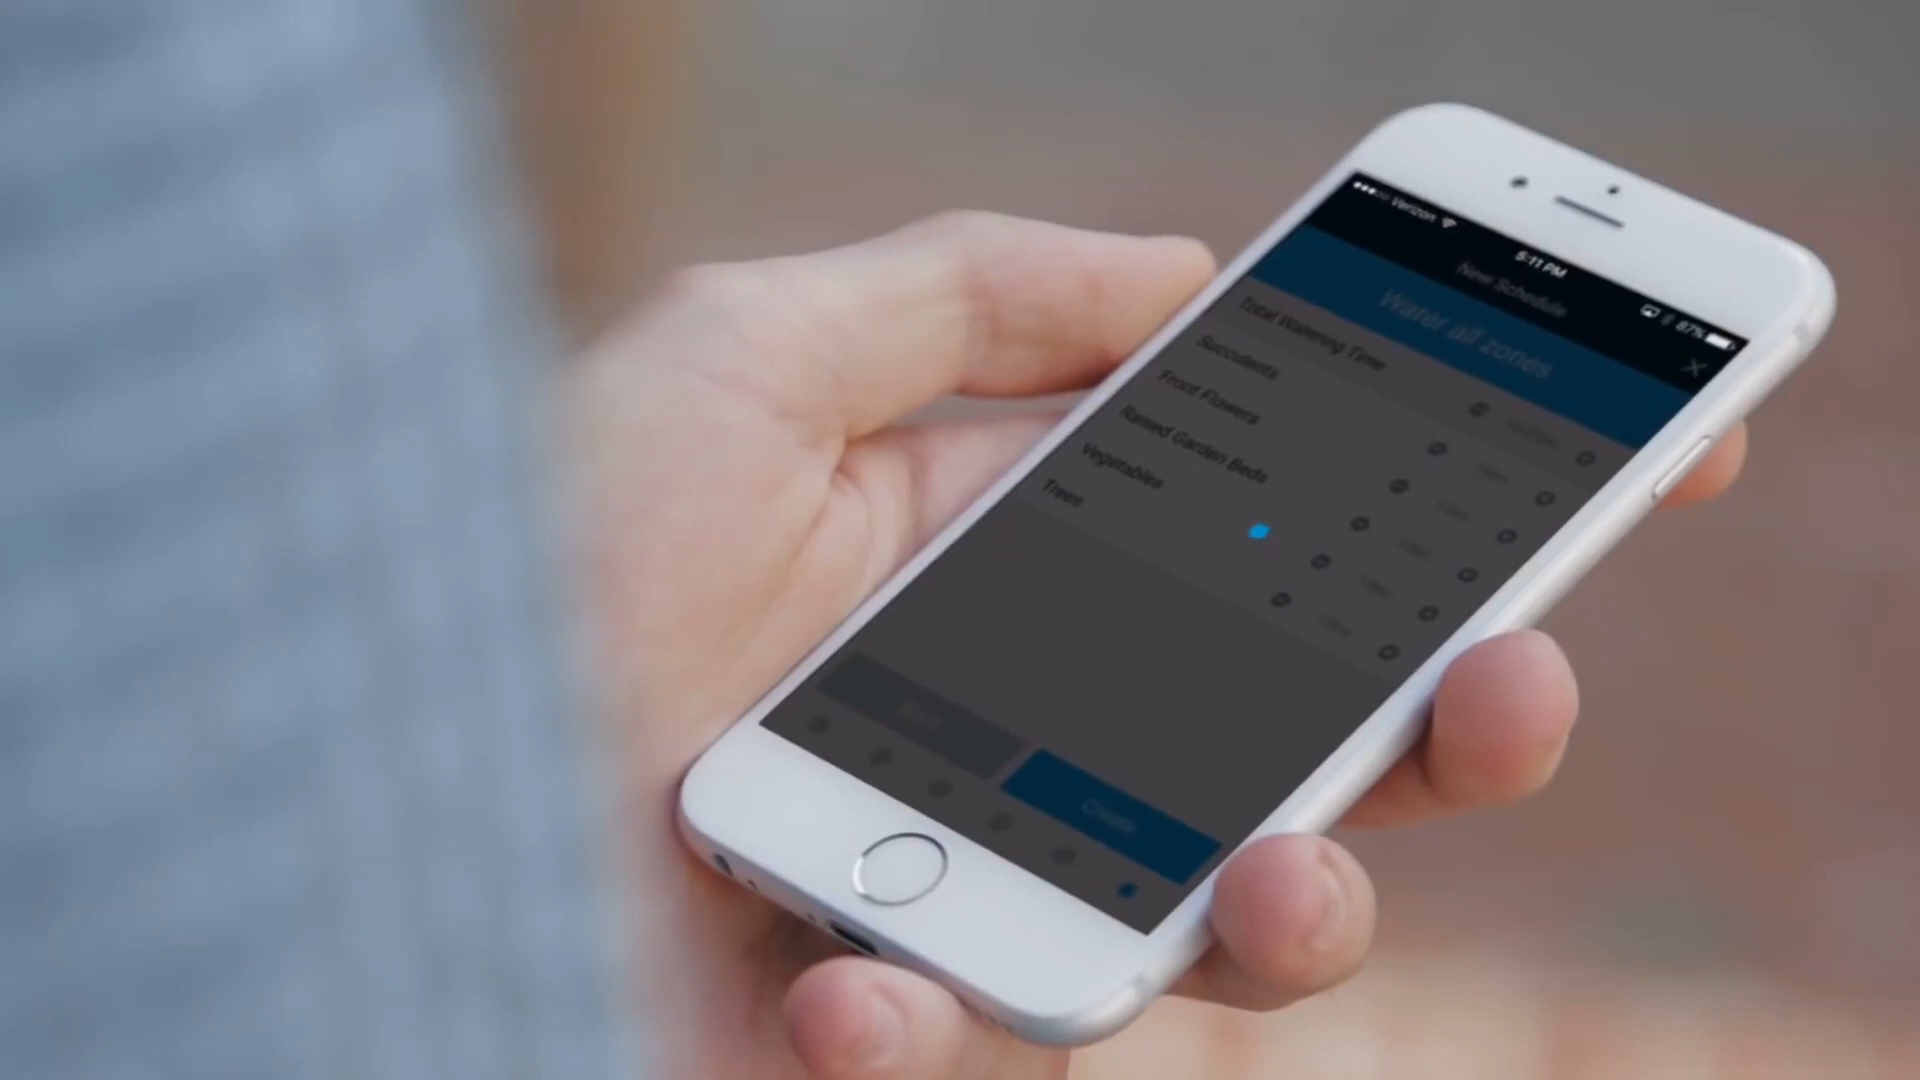 Verizon
5:11 PM
87%
New Schedule
Water all zones
Total Watering Time
Succulents
Front Flowers
Raised Garden Beds
Vegetables
Trees
Create